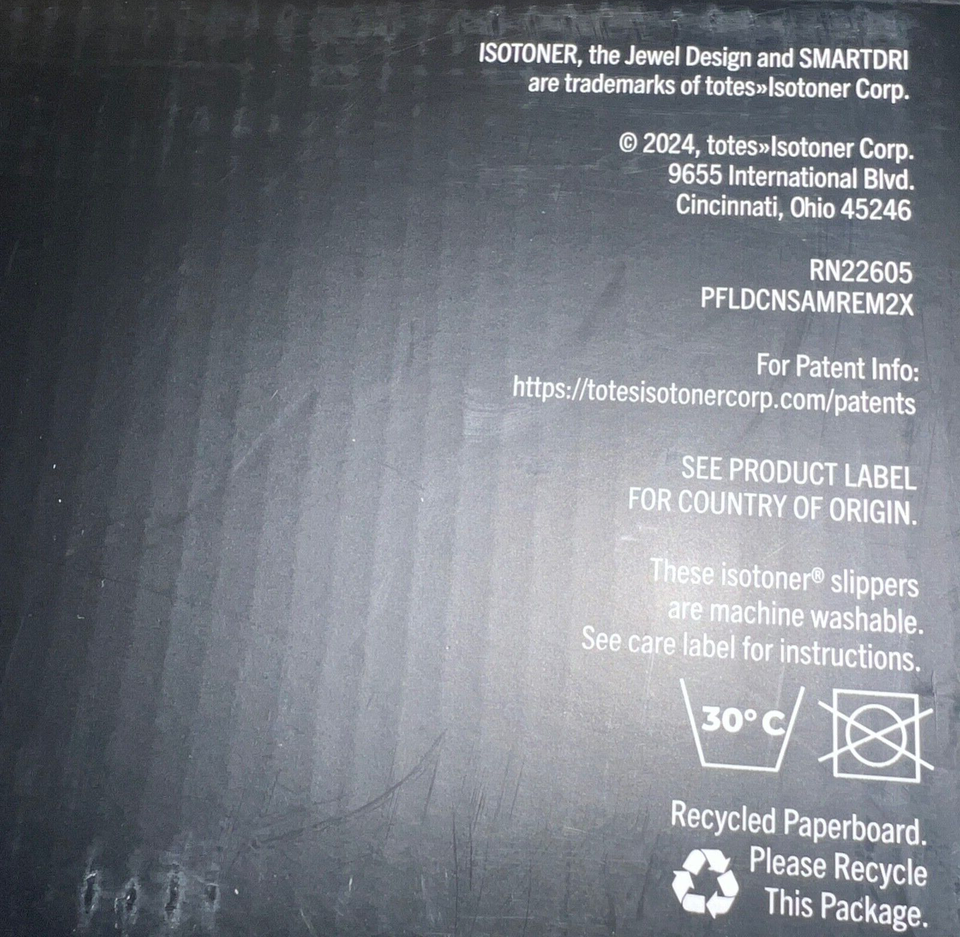 ISOTONER, the Jewel Design and SMARTDRI
are trademarks of totes»Isotoner Corp.
© 2024, totes»Isotoner Corp.
9655 International Blvd.
Cincinnati, Ohio 45246
RN22605
PFLDCNSAMREM2X
For Patent Info:
https://totesisotonercorp.com/patents
SEE PRODUCT LABEL
FOR COUNTRY OF ORIGIN.
These isotoner® slippers
are machine washable.
See care label for instructions.
30° C
Recycled Paperboard.
Please Recycle
This Package.